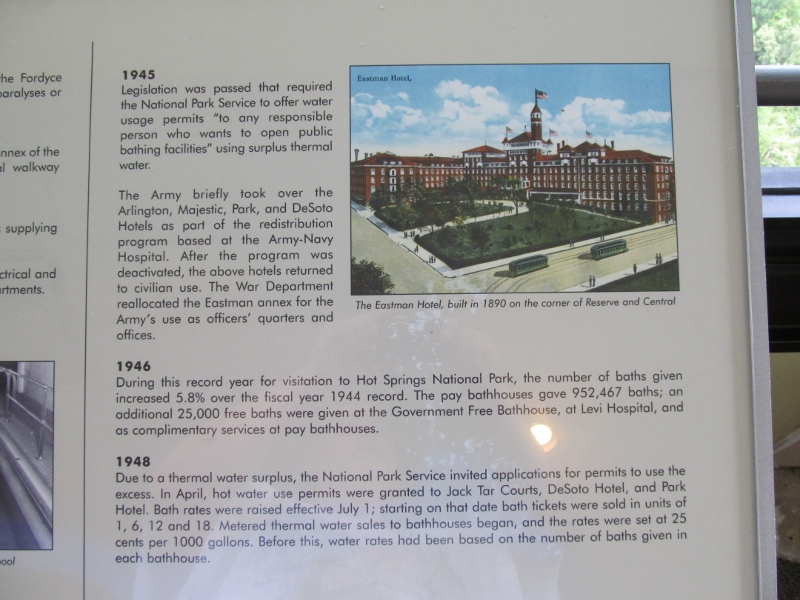 the Fordyce
paralyses or
annex of the
walkway
supplying
1945
Legislation was passed that required
the National Park Service to offer water
usage permits “to any responsible
person who wants to open public
bathing facilities” using surplus thermal
water.
The Army briefly took over the
Arlington, Majestic, Park, and DeSoto
Hotels as part of the redistribution
program based at the Army-Navy
Hospital. After the program was
deactivated, the above hotels returned
to civilian use. The War Department
reallocated the Eastman annex for the
Army’s use as officers’ quarters and
offices.
Eastman Hotel.
The Eastman Hotel, built in 1890 on the corner of Reserve and Central
1946
During this record year for visitation to Hot Springs National Park, the number of baths given
increased 5.8% over the fiscal year 1944 record. The pay bathhouses gave 952,467 baths; an
additional 25,000 free baths were given at the Government Free Bathhouse, at Levi Hospital, and
as complimentary services at pay bathhouses.
1948
Due to a thermal water surplus, the National Park Service invited applications for permits to use the
excess. In April, hot water use permits were granted to Jack Tar Courts, DeSoto Hotel, and Park
Hotel. Bath rates were raised effective July 1; starting on that date bath tickets were sold in units of
1, 6, 12 and 18. Metered thermal water sales to bathhouses began, and the rates were set at 25
cents per 1000 gallons. Before this, water rates had been based on the number of baths given in
each bathhouse.